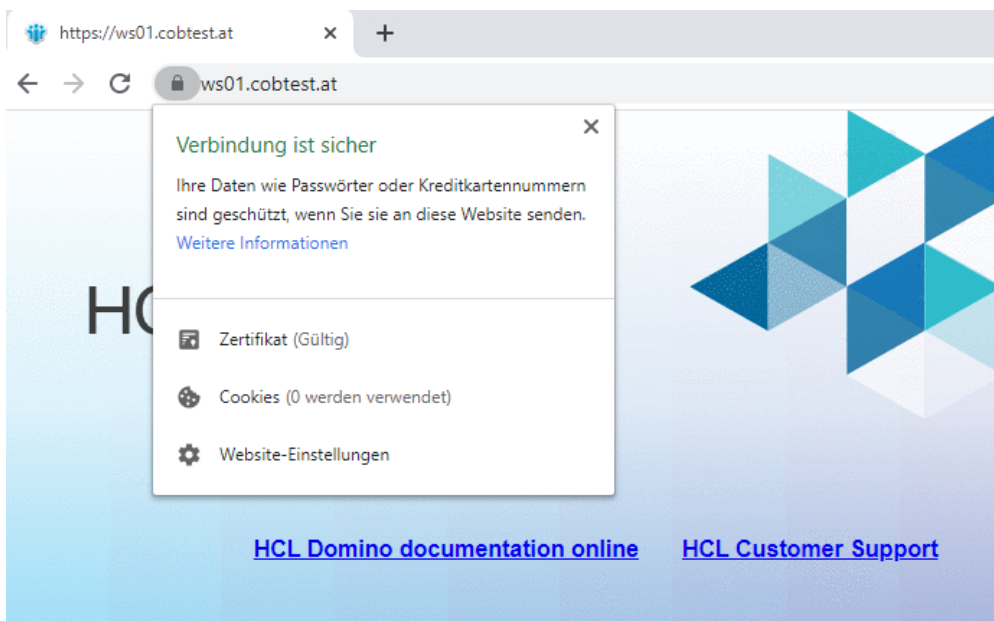 https://ws01.cobtest.at
ws01.cobtest.at
Verbindung ist sicher
Ihre Daten wie Passwörter oder Kreditkartennummern
sind geschützt, wenn Sie sie an diese Website senden.
Weitere Informationen
HC
Zertifikat (Gültig)
Cookies (0 werden verwendet)
Website-Einstellungen
HCL Domino documentation online HCL Customer Support